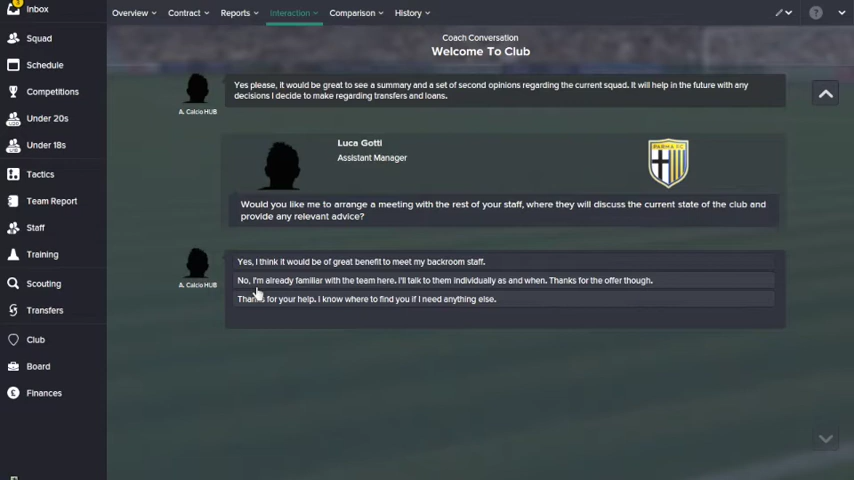 1
Inbox
Overview
Contract
Reports
Interaction
Comparison
History
?
Squad
Schedule
Competitions
Under 20s
Under 18s
Tactics
Team Report
Staff
Training
Scouting
Transfers
Club
Board
Finances
Coach Conversation
Welcome To Club
Yes please, it would be great to see a summary and a set of second opinions regarding the current squad. It will help in the future with any
decisions I decide to make regarding transfers and loans.
A. Calcio HUB
Luca Gotti
Assistant Manager
PARMA FC
Would you like me to arrange a meeting with the rest of your staff, where they will discuss the current state of the club and
provide any relevant advice?
A. Calcio HUB
Yes, I think it would be of great benefit to meet my backroom staff.
No, I'm already familiar with the team here. I'll talk to them individually as and when. Thanks for the offer though.
Thanks for your help. I know where to find you if I need anything else.